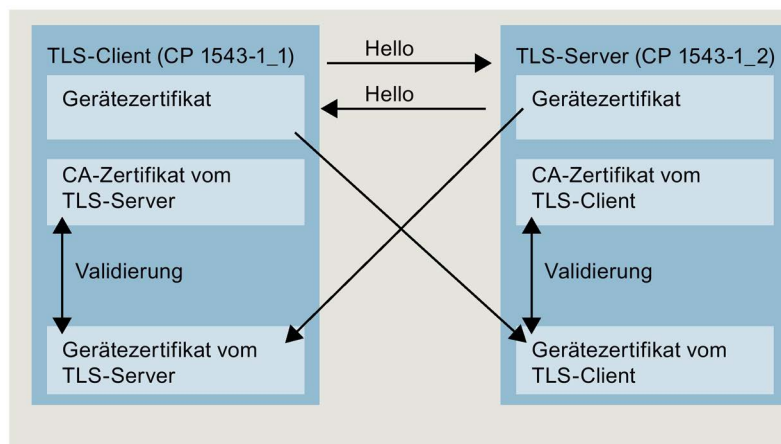 TLS-Client (CP 1543-1_1)
Gerätezertifikat
CA-Zertifikat vom
TLS-Server
Validierung
Gerätezertifikat vom
TLS-Server
Hello
Hello
TLS-Server (CP 1543-1_2)
Gerätezertifikat
CA-Zertifikat vom
TLS-Client
Validierung
Gerätezertifikat vom
TLS-Client